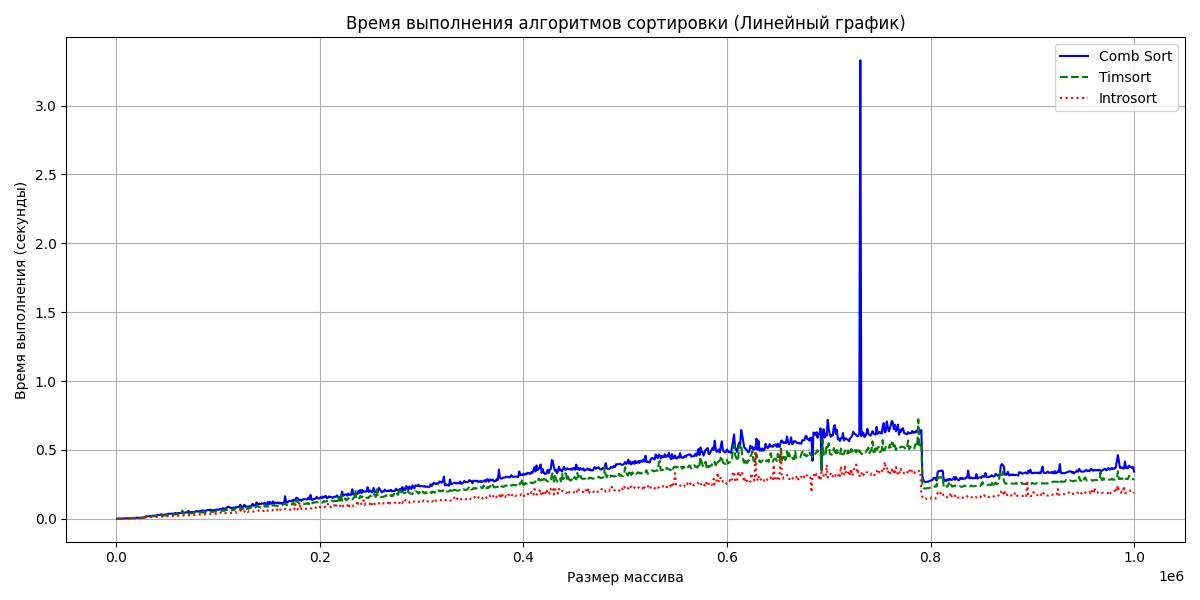 Время выполнения алгоритмов сортировки (Линейный график)
Comb Sort
Timsort
Introsort
Время выполнения (секунды)
3.0
2.5
2.0
1.5
1.0
0.5
0.0
0.0 0.2 0.4 0.6 0.8 1.0
1e6
Размер массива